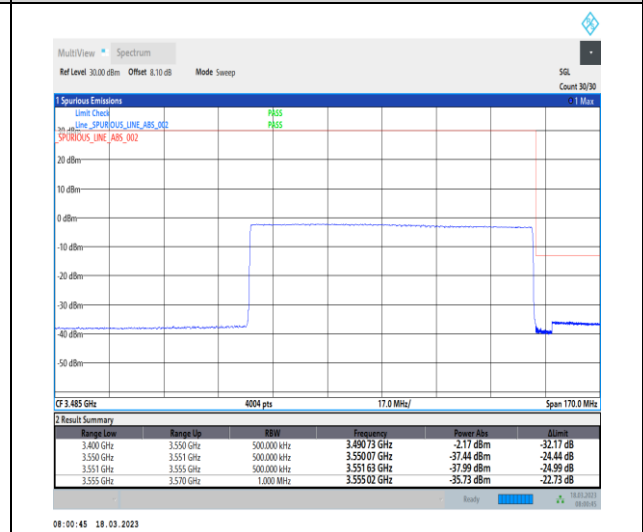 MultiView Spectrum
Ref Level 30.00 dBm Offset 8.10 dB Mode Sweep SGL
Count 30/30
1 Spurious Emissions 1 Max
Limit Check PASS
Line _SPURIOUS_LINE_ABS_002 PASS
30 dBm
_SPURIOUS_LINE_ABS_002
20 dBm
10 dBm
0 dBm
-10 dBm
-20 dBm
-30 dBm
-40 dBm
-50 dBm
CF 3.485 GHz 4004 pts 17.0 MHz/ Span 170.0 MHz
2 Result Summary
Range Low Range Up RBW Frequency Power Abs ΔLimit
3.400 GHz 3.550 GHz 500.000 kHz 3.490 73 GHz -2.17 dBm -32.17 dB
3.550 GHz 3.551 GHz 500.000 kHz 3.550 07 GHz -37.44 dBm -24.44 dB
3.551 GHz 3.555 GHz 500.000 kHz 3.551 63 GHz -37.99 dBm -24.99 dB
3.555 GHz 3.570 GHz 1.000 MHz 3.555 02 GHz -35.73 dBm -22.73 dB
Ready 18.03.2023
08:00:45
08:00:45 18.03.2023